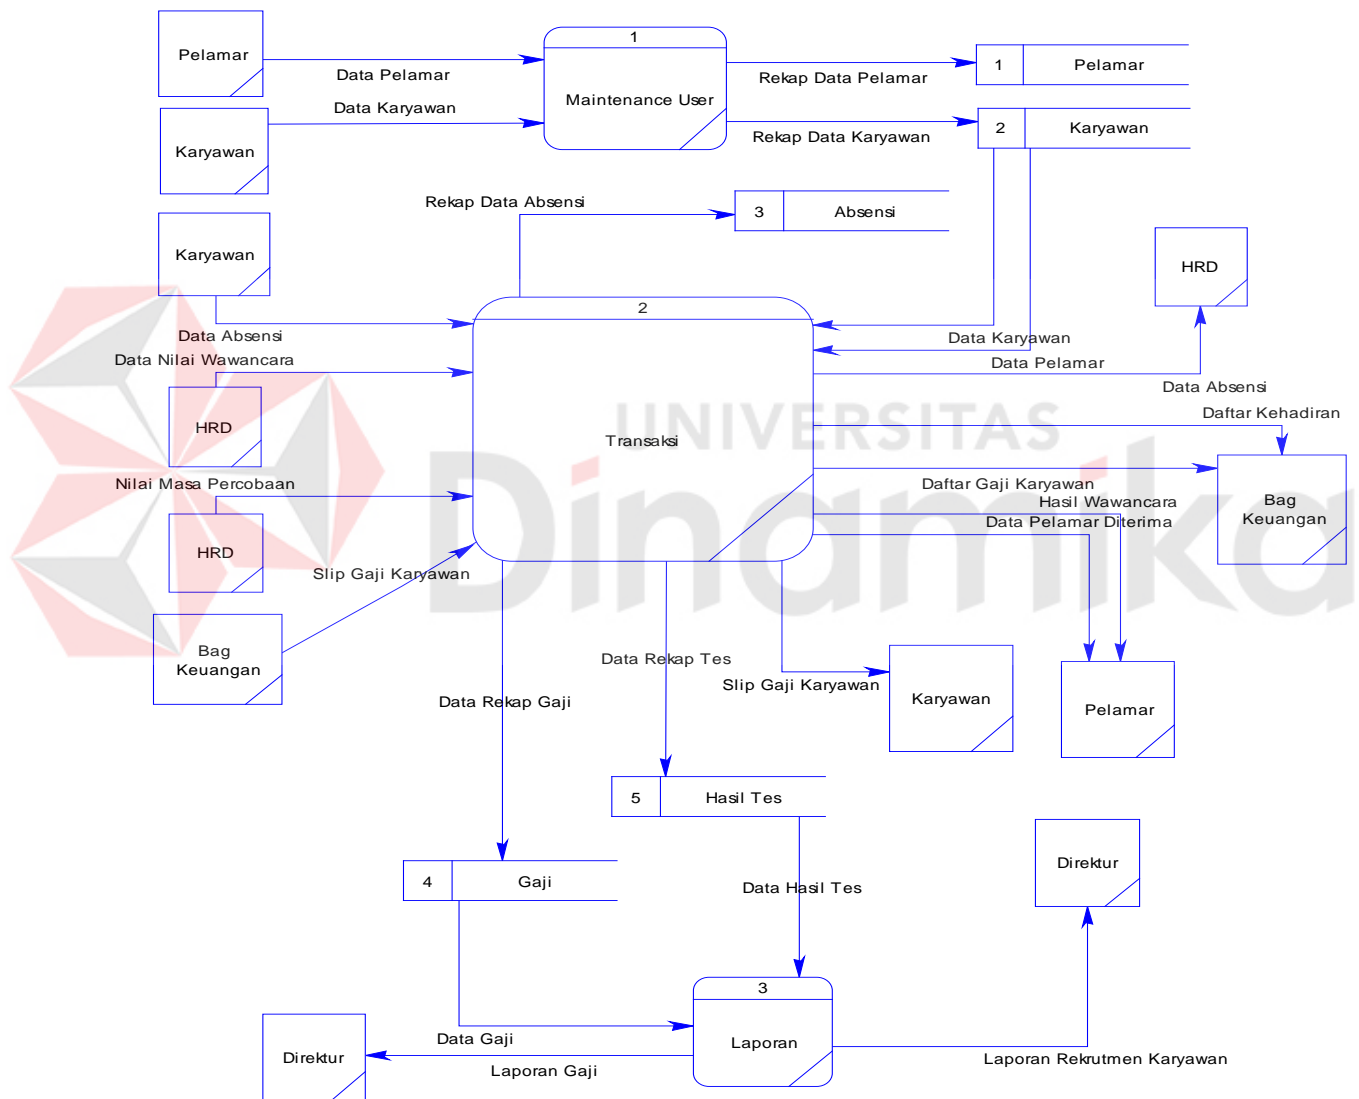 1
Pelamar
Data Pelamar
Maintenance User
Rekap Data Pelamar
1
Pelamar
Data Karyawan
Karyawan
Rekap Data Karyawan
2
Karyawan
Rekap Data Absensi
3
Absensi
Karyawan
HRD
2
Data Absensi
Data Karyawan
Data Nilai Wawancara
Data Pelamar
Data Absensi
HRD
UNIVERSITAS
Dinamika
Transaksi
Daftar Kehadiran
Nilai Masa Percobaan
Daftar Gaji Karyawan
Hasil Wawancara
Data Pelamar Diterima
Bag
Keuangan
HRD
Slip Gaji Karyawan
Bag
Keuangan
Data Rekap Tes
Slip Gaji Karyawan
Karyawan
Pelamar
Data Rekap Gaji
5
Hasil Tes
4
Gaji
Data Hasil Tes
Direktur
3
Laporan
Data Gaji
Direktur
Laporan Gaji
Laporan Rekrutmen Karyawan